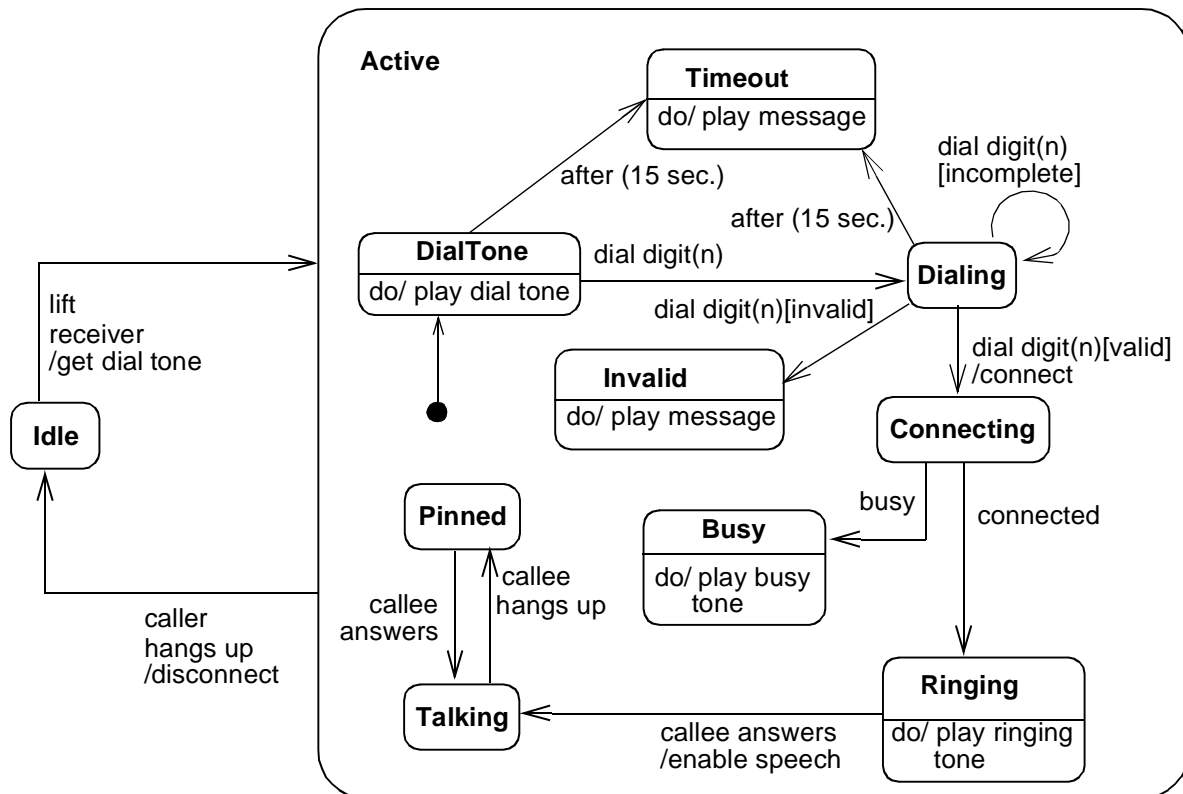 Active
Timeout
do/ play message
dial digit(n)
[incomplete]
after (15 sec.)
after (15 sec.)
DialTone
do/ play dial tone
dial digit(n)
Dialing
lift
receiver
/get dial tone
dial digit(n)[invalid]
dial digit(n)[valid]
/connect
Invalid
do/ play message
Idle
Connecting
Pinned
busy
connected
Busy
do/ play busy
tone
callee
hangs up
callee
answers
caller
hangs up
/disconnect
Talking
Ringing
do/ play ringing
tone
callee answers
/enable speech